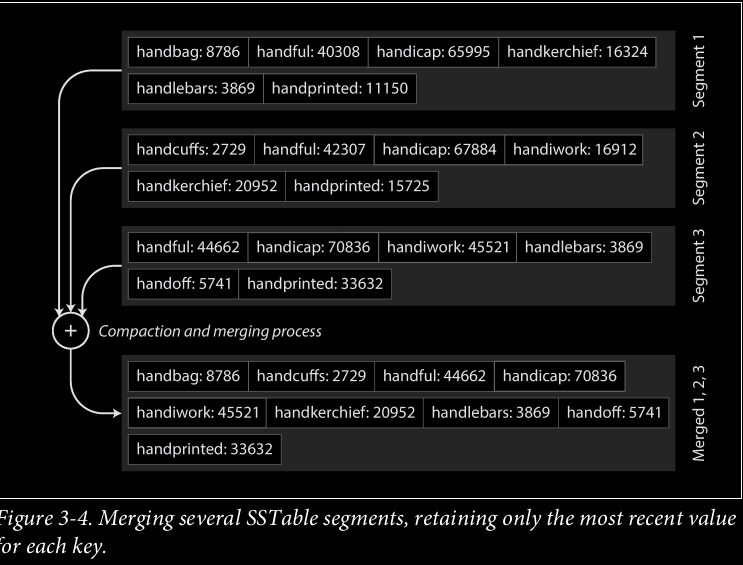 handbag: 8786 handful: 40308 handicap: 65995 handkerchief: 16324
handlebars: 3869 handprinted: 11150
Segment 1
handcuffs: 2729 handful: 42307 handicap: 67884 handiwork: 16912
handkerchief: 20952 handprinted: 15725
Segment 2
handful: 44662 handicap: 70836 handiwork: 45521 handlebars: 3869
handoff: 5741 handprinted: 33632
Segment 3
+ Compaction and merging process
handbag: 8786 handcuffs: 2729 handful: 44662 handicap: 70836
handiwork: 45521 handkerchief: 20952 handlebars: 3869 handoff: 5741
handprinted: 33632
Merged 1, 2, 3
Figure 3-4. Merging several SSTable segments, retaining only the most recent value
for each key.